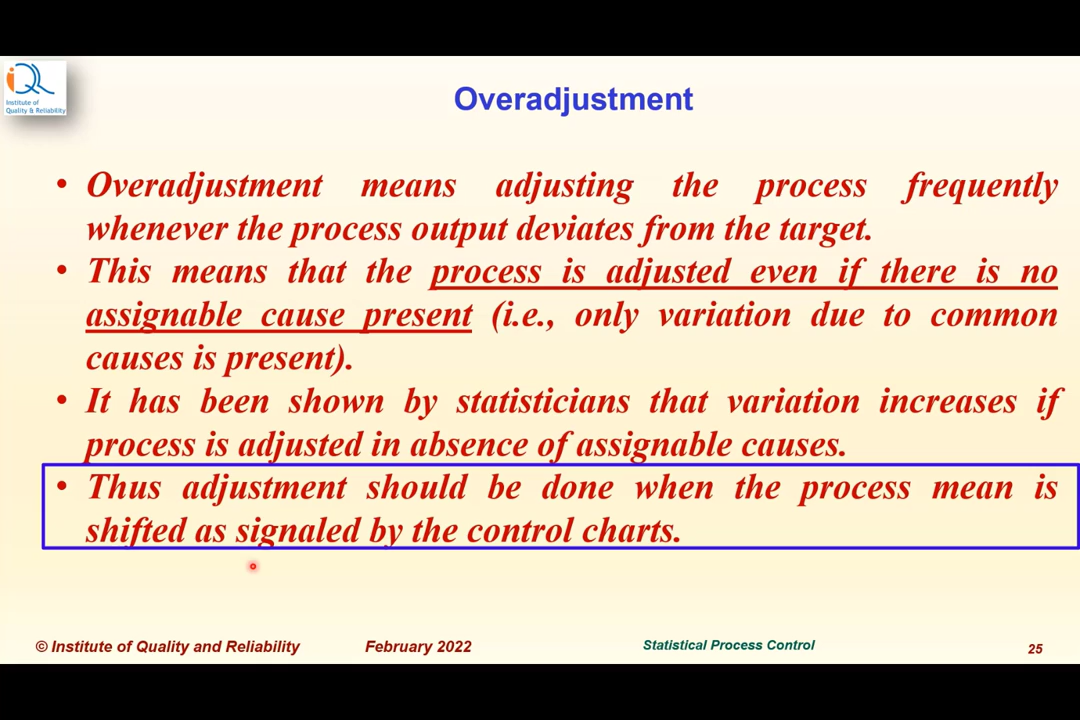 iQR
Institute of
Quality & Reliability
Overadjustment
• Overadjustment means adjusting the process frequently
whenever the process output deviates from the target.
• This means that the process is adjusted even if there is no
assignable cause present (i.e., only variation due to common
causes is present).
• It has been shown by statisticians that variation increases if
process is adjusted in absence of assignable causes.
• Thus adjustment should be done when the process mean is
shifted as signaled by the control charts.
© Institute of Quality and Reliability February 2022 Statistical Process Control 25